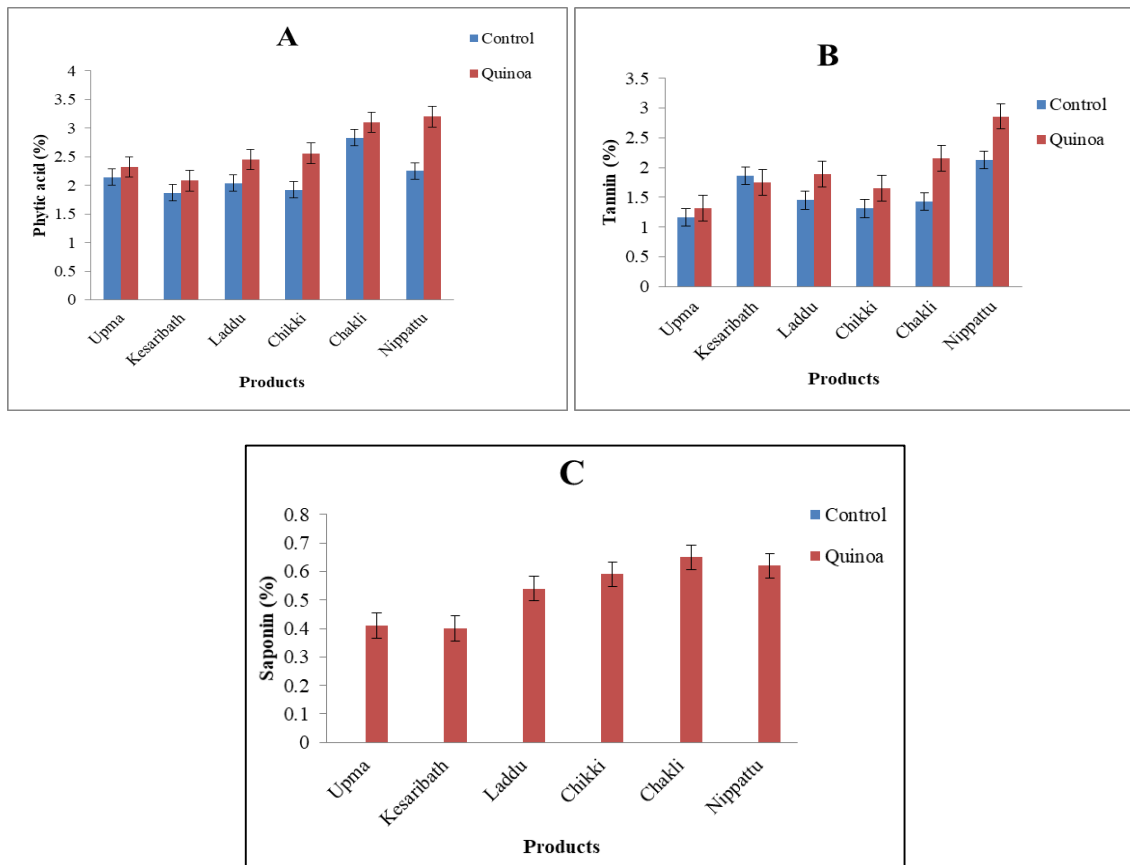 A
Control
Quinoa
Phytic acid (%)
4
3.5
3
2.5
2
1.5
1
0.5
0
Upma
Kesaribath
Laddu
Chikki
Chakli
Nippattu
Products
B
Control
Quinoa
Tannin (%)
3.5
3
2.5
2
1.5
1
0.5
0
Upma
Kesaribath
Laddu
Chikki
Chakli
Nippattu
Products
C
Control
Quinoa
Saponin (%)
0.8
0.7
0.6
0.5
0.4
0.3
0.2
0.1
0
Upma
Kesaribath
Laddu
Chikki
Chakli
Nippattu
Products